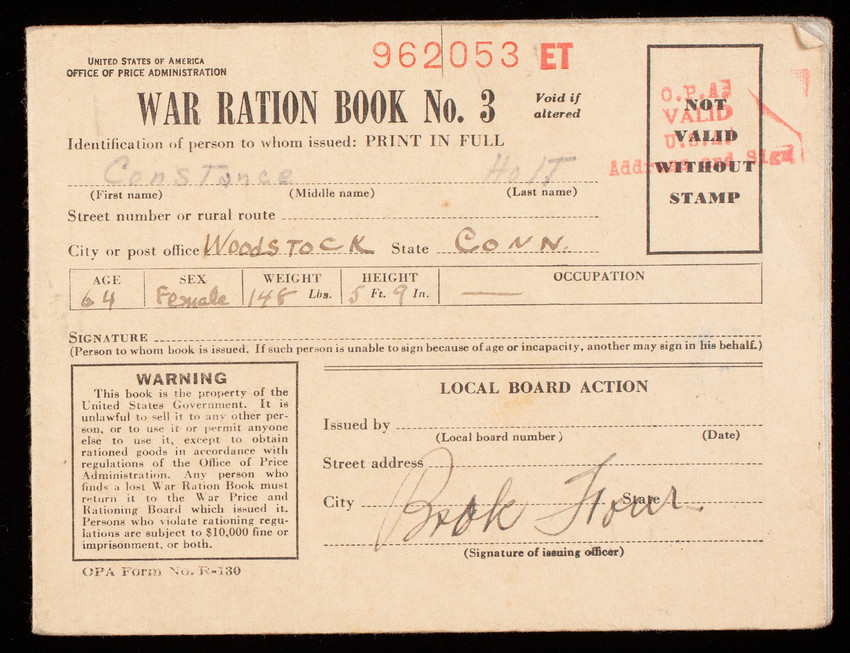 UNITED STATES OF AMERICA
OFFICE OF PRICE ADMINISTRATION
962053 ET
WAR RATION BOOK No. 3
Void if
altered
Identification of person to whom issued: PRINT IN FULL
Constance Holt
(First name) (Middle name) (Last name)
Street number or rural route
City or post office WOODSTOCK State CONN.
NOT
VALID
WITHOUT
STAMP
O.P.A.
VALID
Address and Sign
AGE SEX WEIGHT HEIGHT OCCUPATION
64 Female 148 Lbs. 5 Ft. 9 In. —
SIGNATURE
(Person to whom book is issued. If such person is unable to sign because of age or incapacity, another may sign in his behalf.)
WARNING
This book is the property of the
United States Government. It is
unlawful to sell it to any other per-
son, or to use it or permit anyone
else to use it, except to obtain
rationed goods in accordance with
regulations of the Office of Price
Administration. Any person who
finds a lost War Ration Book must
return it to the War Price and
Rationing Board which issued it.
Persons who violate rationing regu-
lations are subject to $10,000 fine or
imprisonment, or both.
OPA Form No. R-130
LOCAL BOARD ACTION
Issued by
(Local board number) (Date)
Street address
City State
Book Four
(Signature of issuing officer)